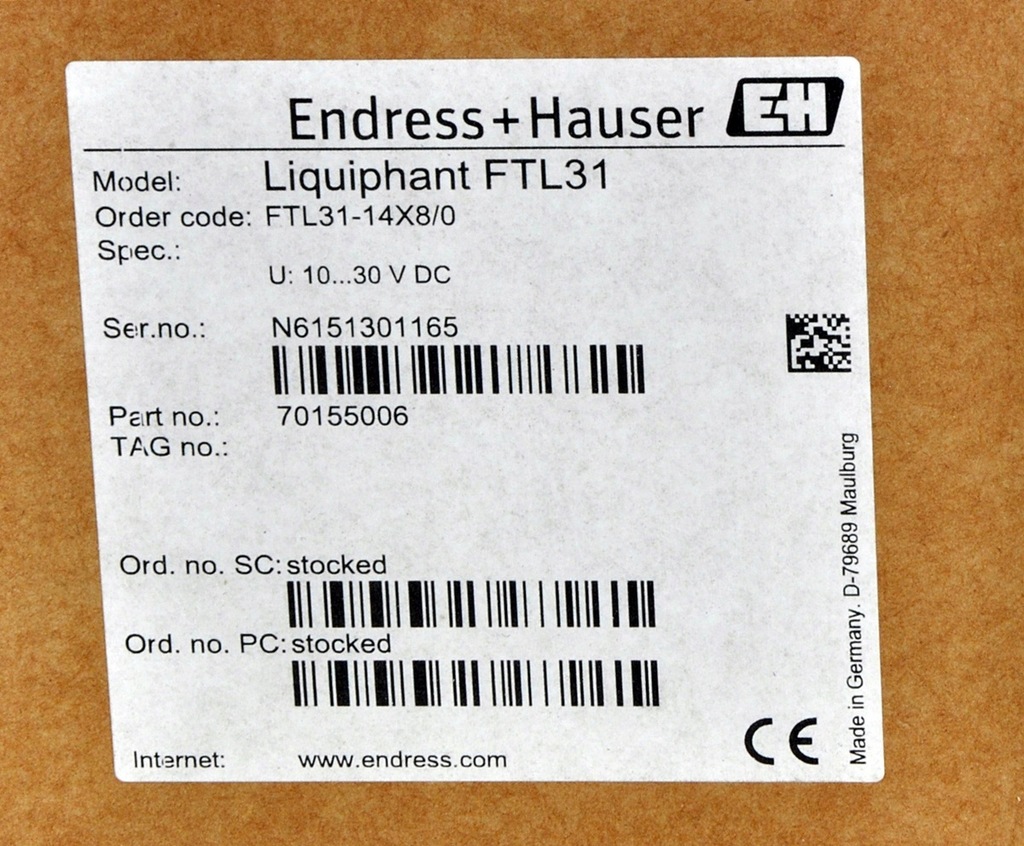 Endress+Hauser EH
Model: Liquiphant FTL31
Order code: FTL31-14X8/0
Spec.:
U: 10...30 V DC
Ser.no.: N6151301165
Part no.: 70155006
TAG no.:
Ord. no. SC: stocked
Ord. no. PC: stocked
Internet: www.endress.com
CE
Made in Germany. D-79689 Maulburg